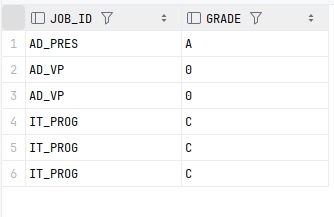 JOB_ID GRADE
1 AD_PRES A
2 AD_VP 0
3 AD_VP 0
4 IT_PROG C
5 IT_PROG C
6 IT_PROG C